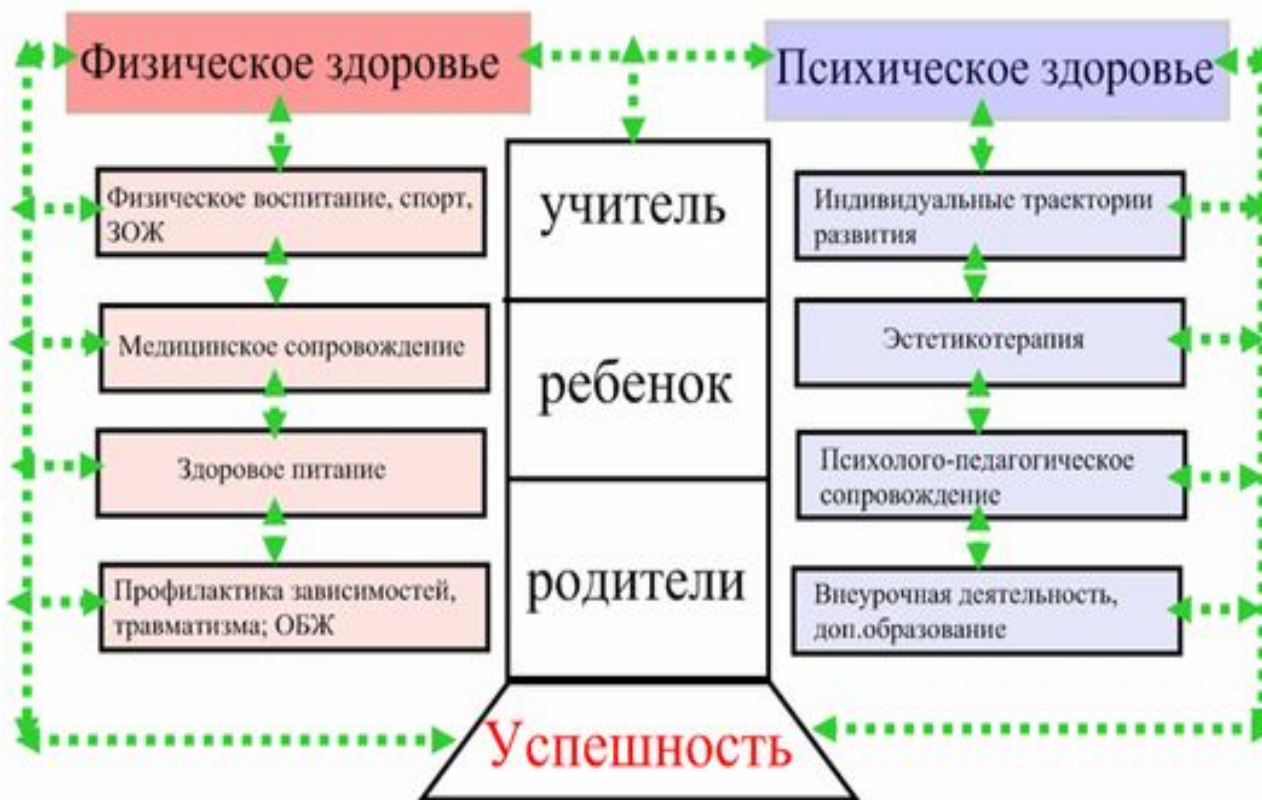 Физическое здоровье
Физическое воспитание, спорт,
ЗОЖ
Медицинское сопровождение
Здоровое питание
Профилактика зависимостей,
травматизма; ОБЖ
учитель
ребенок
родители
Успешность
Психическое здоровье
Индивидуальные траектории
развития
Эстетикотерапия
Психолого-педагогическое
сопровождение
Внеурочная деятельность,
доп.образование